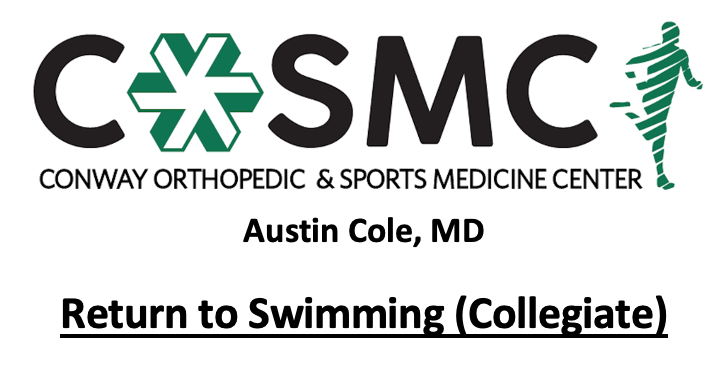 COSMC
CONWAY ORTHOPEDIC & SPORTS MEDICINE CENTER
Austin Cole, MD
Return to Swimming (Collegiate)